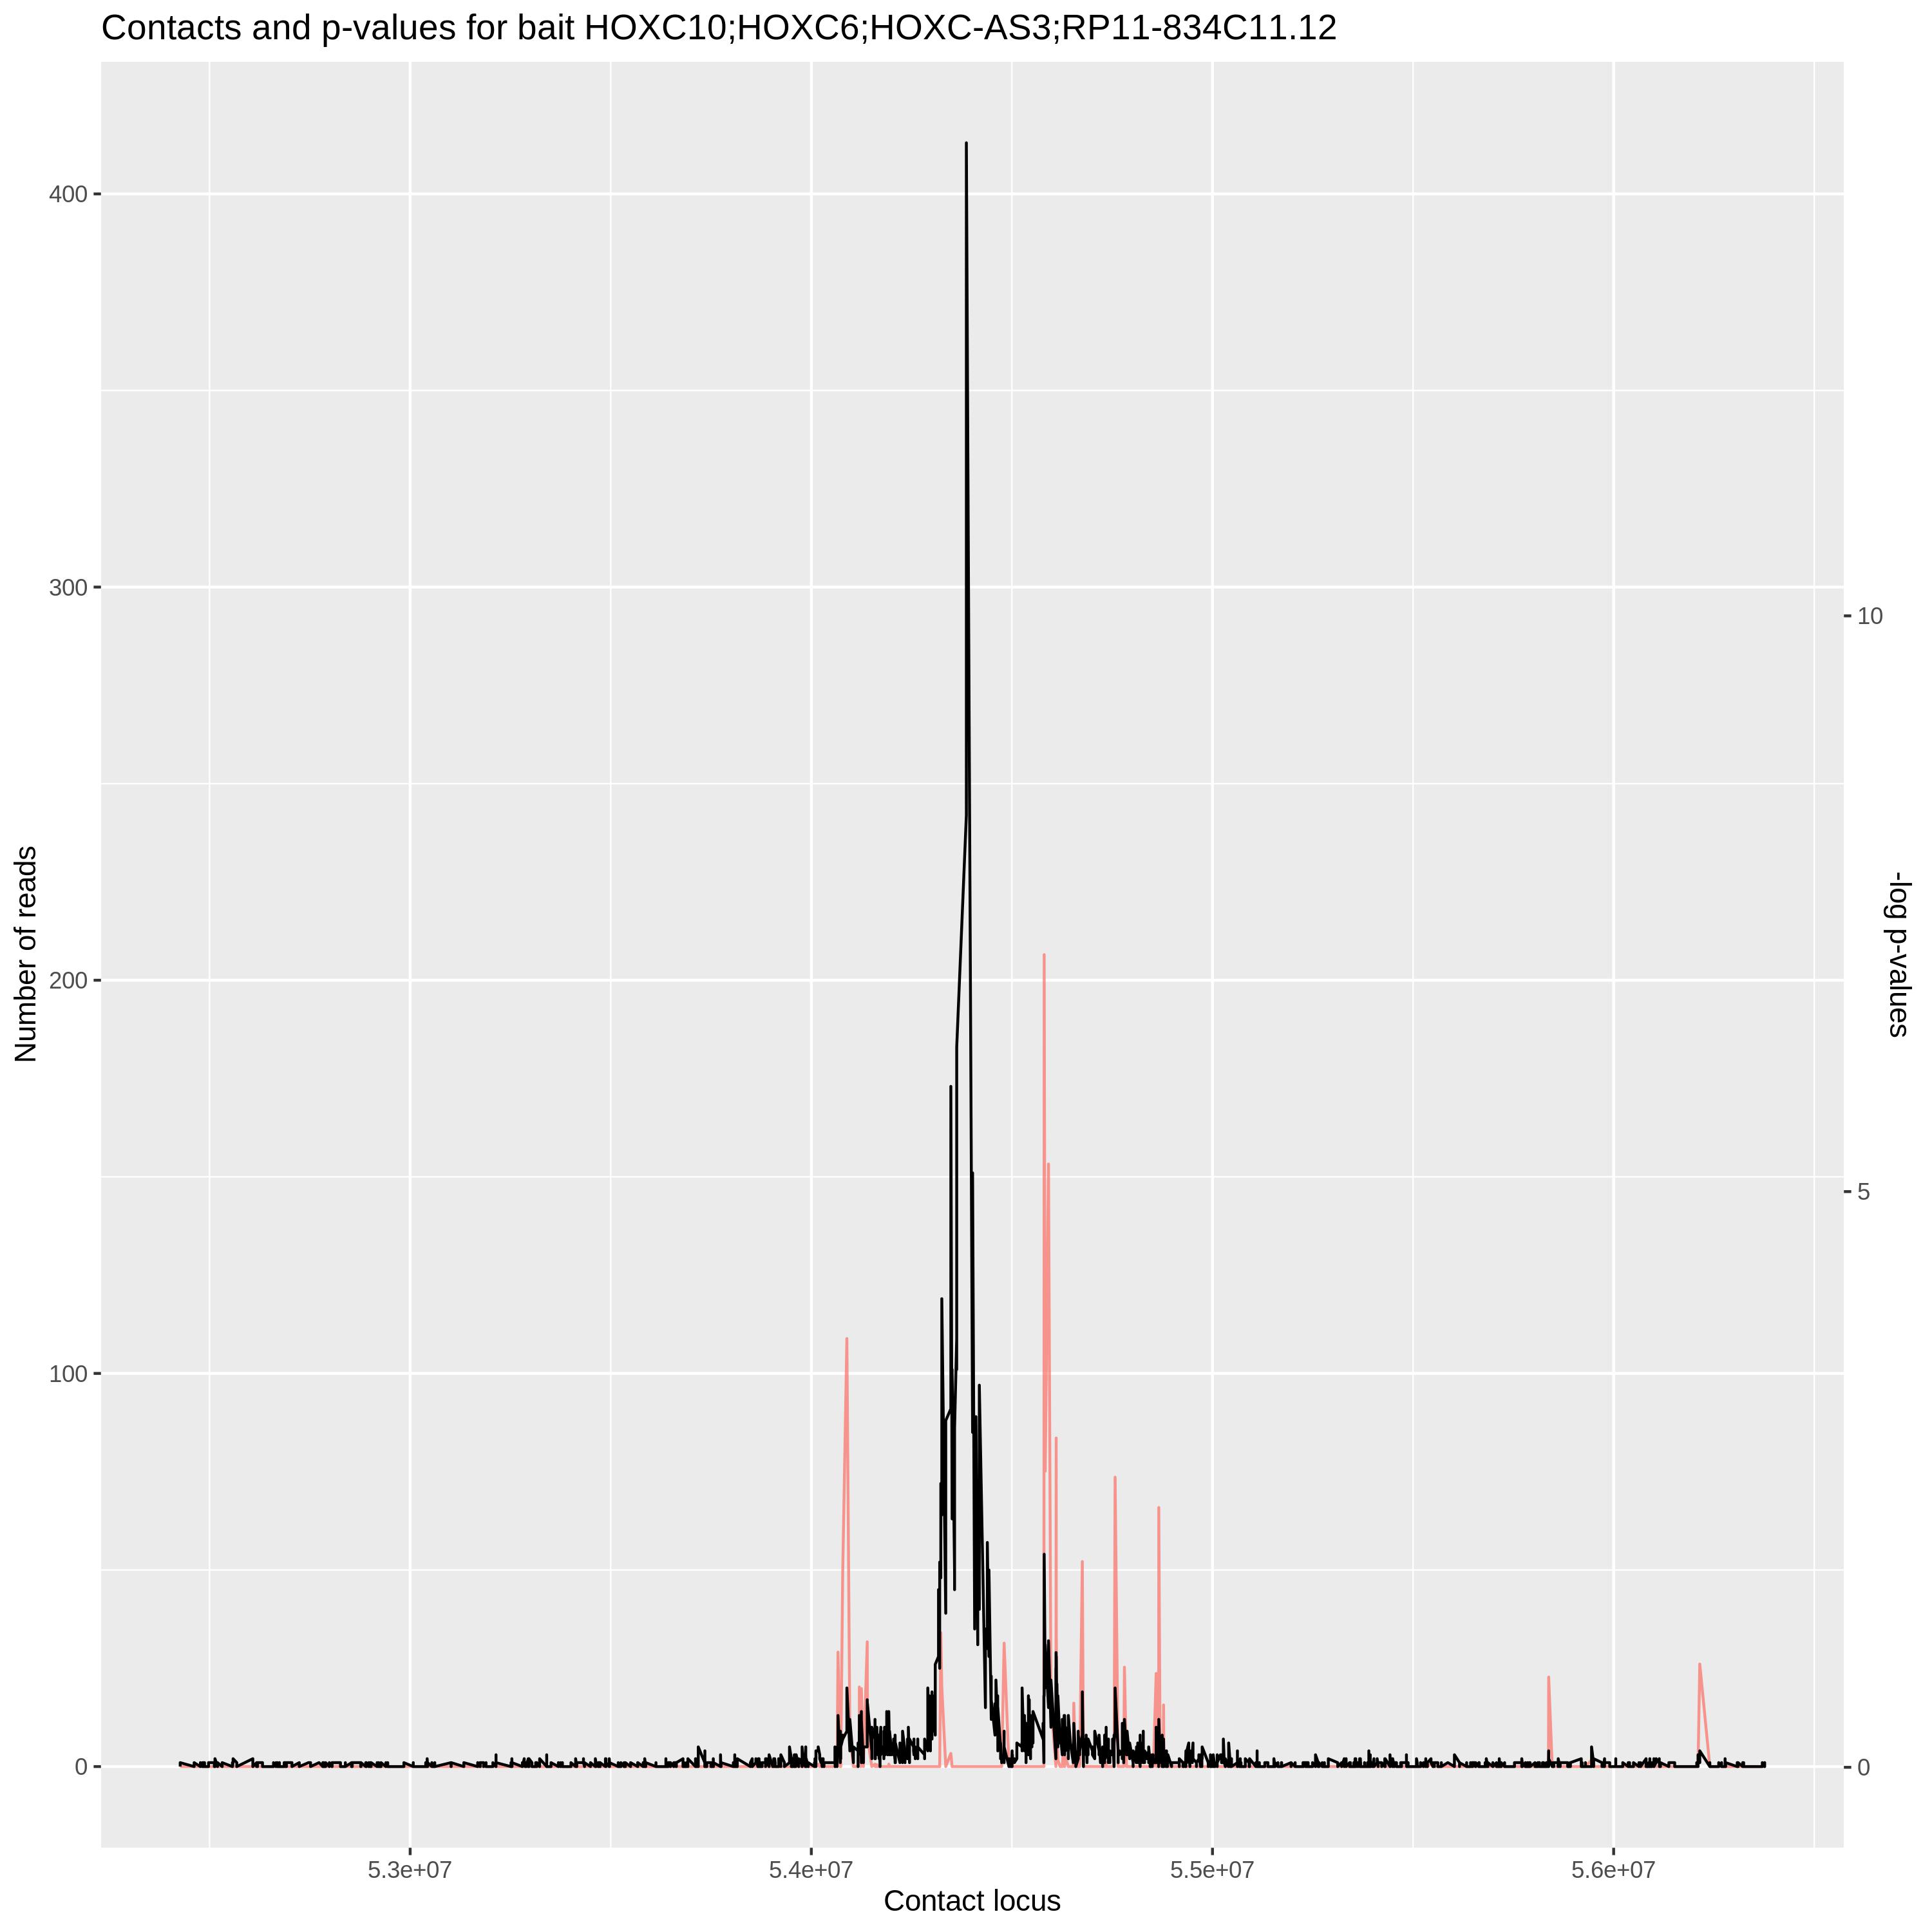 Contacts and p-values for bait HOXC10;HOXC6;HOXC-AS3;RP11-834C11.12
400
300
200
100
0
Number of reads
10
5
0
-log p-values
5.3e+07 5.4e+07 5.5e+07 5.6e+07
Contact locus